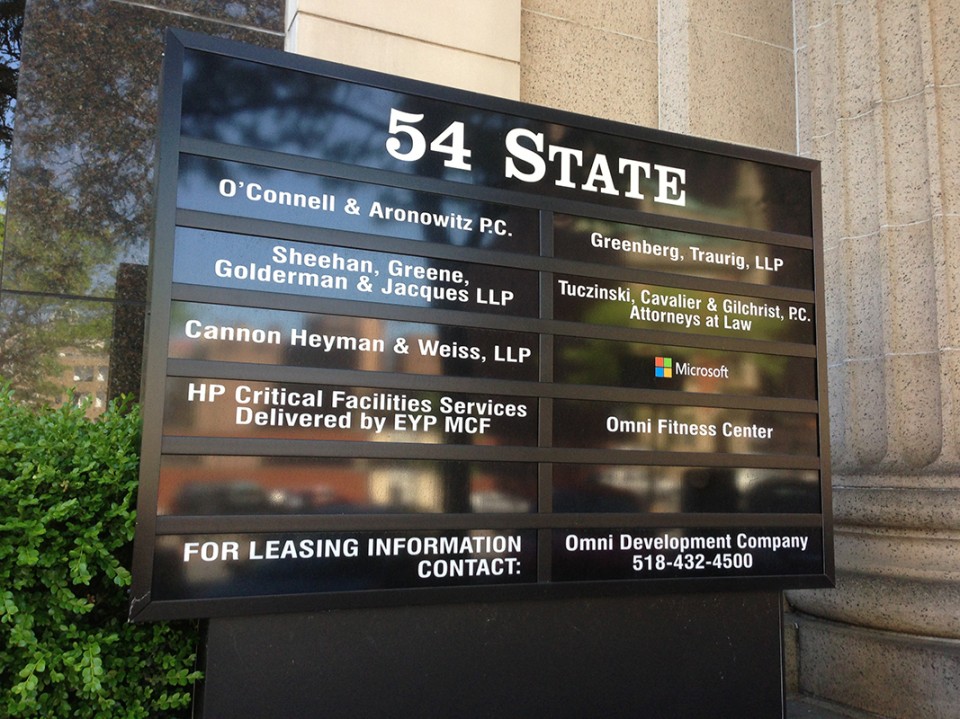 54 STATE
O'Connell & Aronowitz P.C.
Greenberg, Traurig, LLP
Sheehan, Greene,
Golderman & Jacques LLP
Tuczinski, Cavalier & Gilchrist, P.C.
Attorneys at Law
Cannon Heyman & Weiss, LLP
Microsoft
HP Critical Facilities Services
Delivered by EYP MCF
Omni Fitness Center
FOR LEASING INFORMATION
CONTACT:
Omni Development Company
518-432-4500